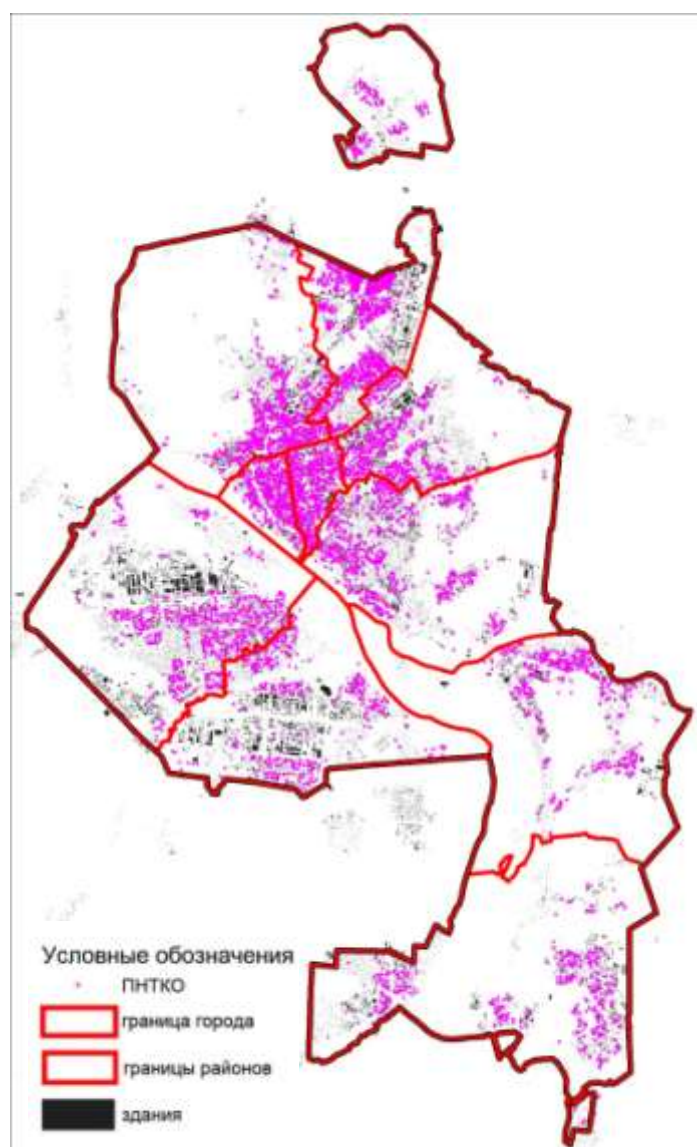 Условные обозначения
ПНТКО
граница города
границы районов
здания